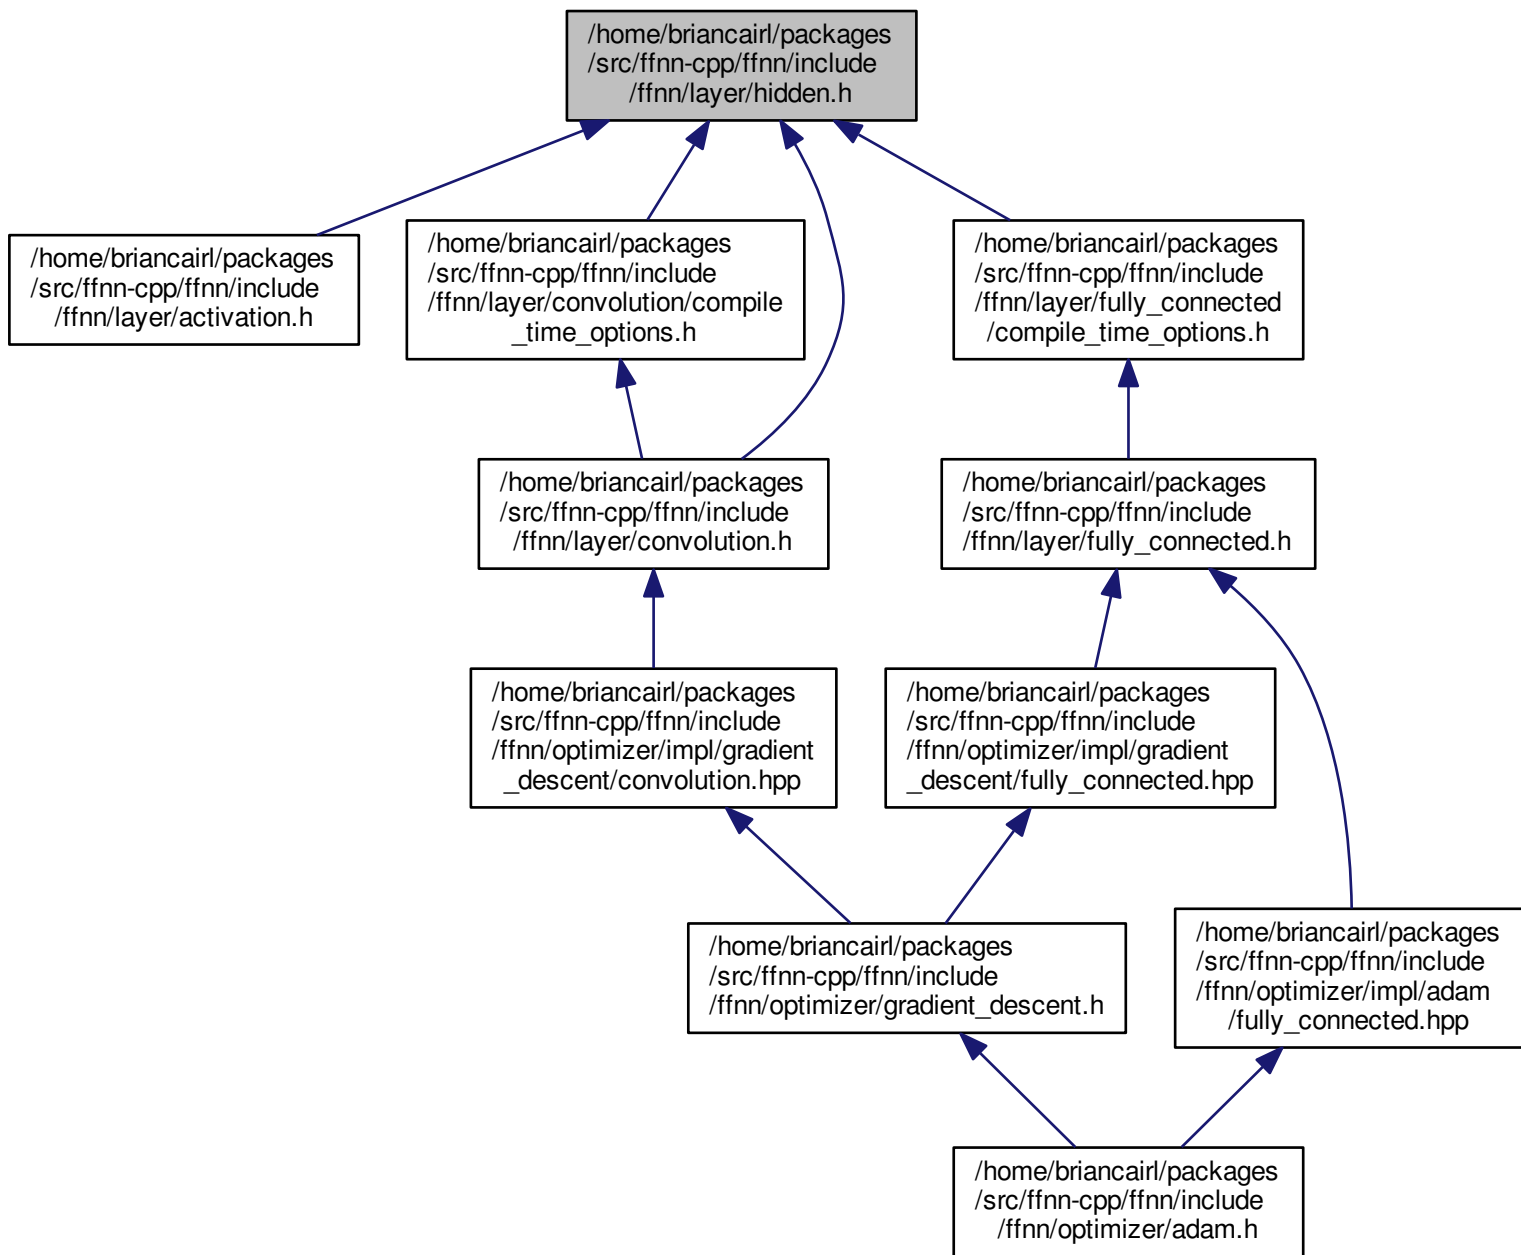 /home/briancairl/packages
/src/ffnn-cpp/ffnn/include
/ffnn/layer/hidden.h
/home/briancairl/packages
/src/ffnn-cpp/ffnn/include
/ffnn/layer/activation.h
/home/briancairl/packages
/src/ffnn-cpp/ffnn/include
/ffnn/layer/convolution/compile
_time_options.h
/home/briancairl/packages
/src/ffnn-cpp/ffnn/include
/ffnn/layer/fully_connected
/compile_time_options.h
/home/briancairl/packages
/src/ffnn-cpp/ffnn/include
/ffnn/layer/convolution.h
/home/briancairl/packages
/src/ffnn-cpp/ffnn/include
/ffnn/layer/fully_connected.h
/home/briancairl/packages
/src/ffnn-cpp/ffnn/include
/ffnn/optimizer/impl/gradient
_descent/convolution.hpp
/home/briancairl/packages
/src/ffnn-cpp/ffnn/include
/ffnn/optimizer/impl/gradient
_descent/fully_connected.hpp
/home/briancairl/packages
/src/ffnn-cpp/ffnn/include
/ffnn/optimizer/gradient_descent.h
/home/briancairl/packages
/src/ffnn-cpp/ffnn/include
/ffnn/optimizer/impl/adam
/fully_connected.hpp
/home/briancairl/packages
/src/ffnn-cpp/ffnn/include
/ffnn/optimizer/adam.h